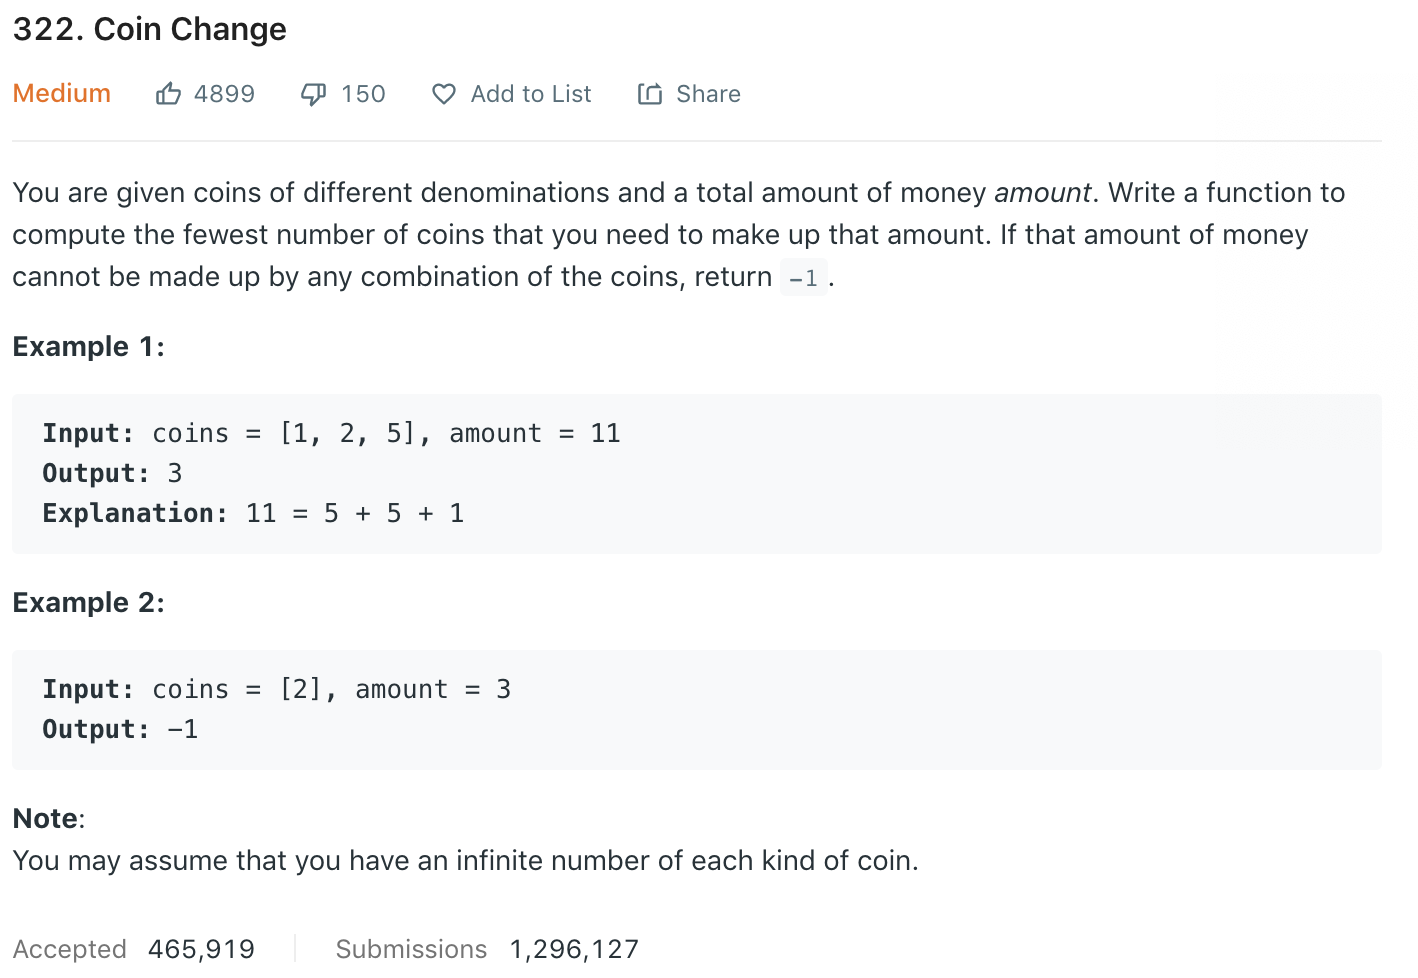 322. Coin Change
Medium 4899 150 Add to List Share
You are given coins of different denominations and a total amount of money amount. Write a function to
compute the fewest number of coins that you need to make up that amount. If that amount of money
cannot be made up by any combination of the coins, return -1 .
Example 1:
Input: coins = [1, 2, 5], amount = 11
Output: 3
Explanation: 11 = 5 + 5 + 1
Example 2:
Input: coins = [2], amount = 3
Output: -1
Note:
You may assume that you have an infinite number of each kind of coin.
Accepted 465,919 Submissions 1,296,127